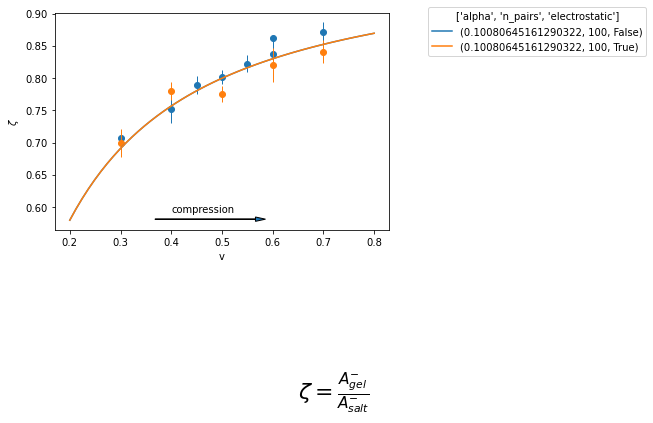 ['alpha', 'n_pairs', 'electrostatic']
(0.10080645161290322, 100, False)
(0.10080645161290322, 100, True)
0.90
0.85
0.80
0.75
0.70
0.65
0.60
ζ
compression
0.2 0.3 0.4 0.5 0.6 0.7 0.8
v
ζ = A⁻gel / A⁻salt